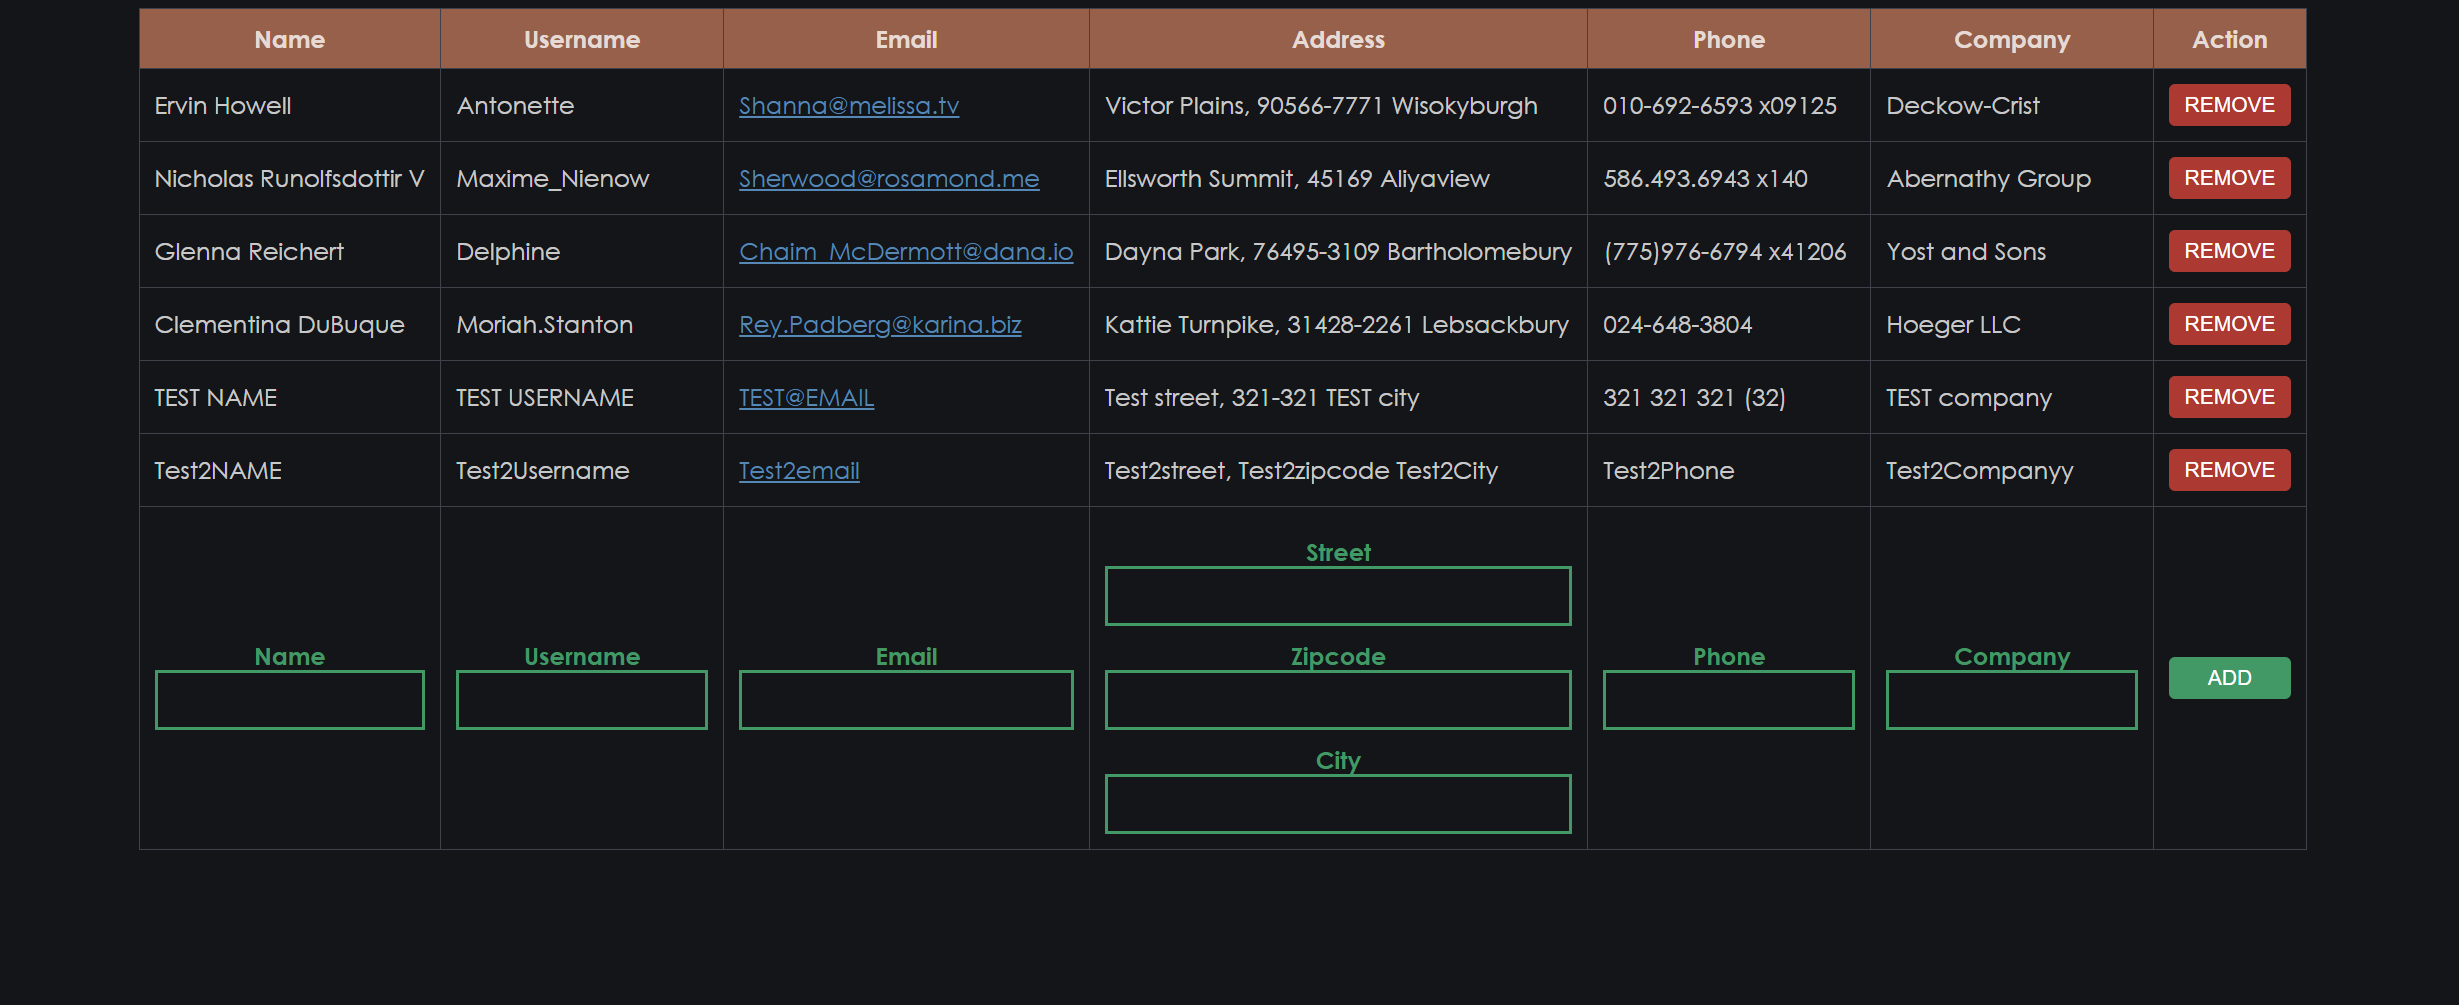 Name Username Email Address Phone Company Action
Ervin Howell Antonette Shanna@melissa.tv Victor Plains, 90566-7771 Wisokyburgh 010-692-6593 x09125 Deckow-Crist REMOVE
Nicholas Runolfsdottir V Maxime_Nienow Sherwood@rosamond.me Ellsworth Summit, 45169 Aliyaview 586.493.6943 x140 Abernathy Group REMOVE
Glenna Reichert Delphine Chaim_McDermott@dana.io Dayna Park, 76495-3109 Bartholomebury (775)976-6794 x41206 Yost and Sons REMOVE
Clementina DuBuque Moriah.Stanton Rey.Padberg@karina.biz Kattie Turnpike, 31428-2261 Lebsackbury 024-648-3804 Hoeger LLC REMOVE
TEST NAME TEST USERNAME TEST@EMAIL Test street, 321-321 TEST city 321 321 321 (32) TEST company REMOVE
Test2NAME Test2Username Test2email Test2street, Test2zipcode Test2City Test2Phone Test2Companyy REMOVE
Street
Name Username Email Zipcode Phone Company ADD
City